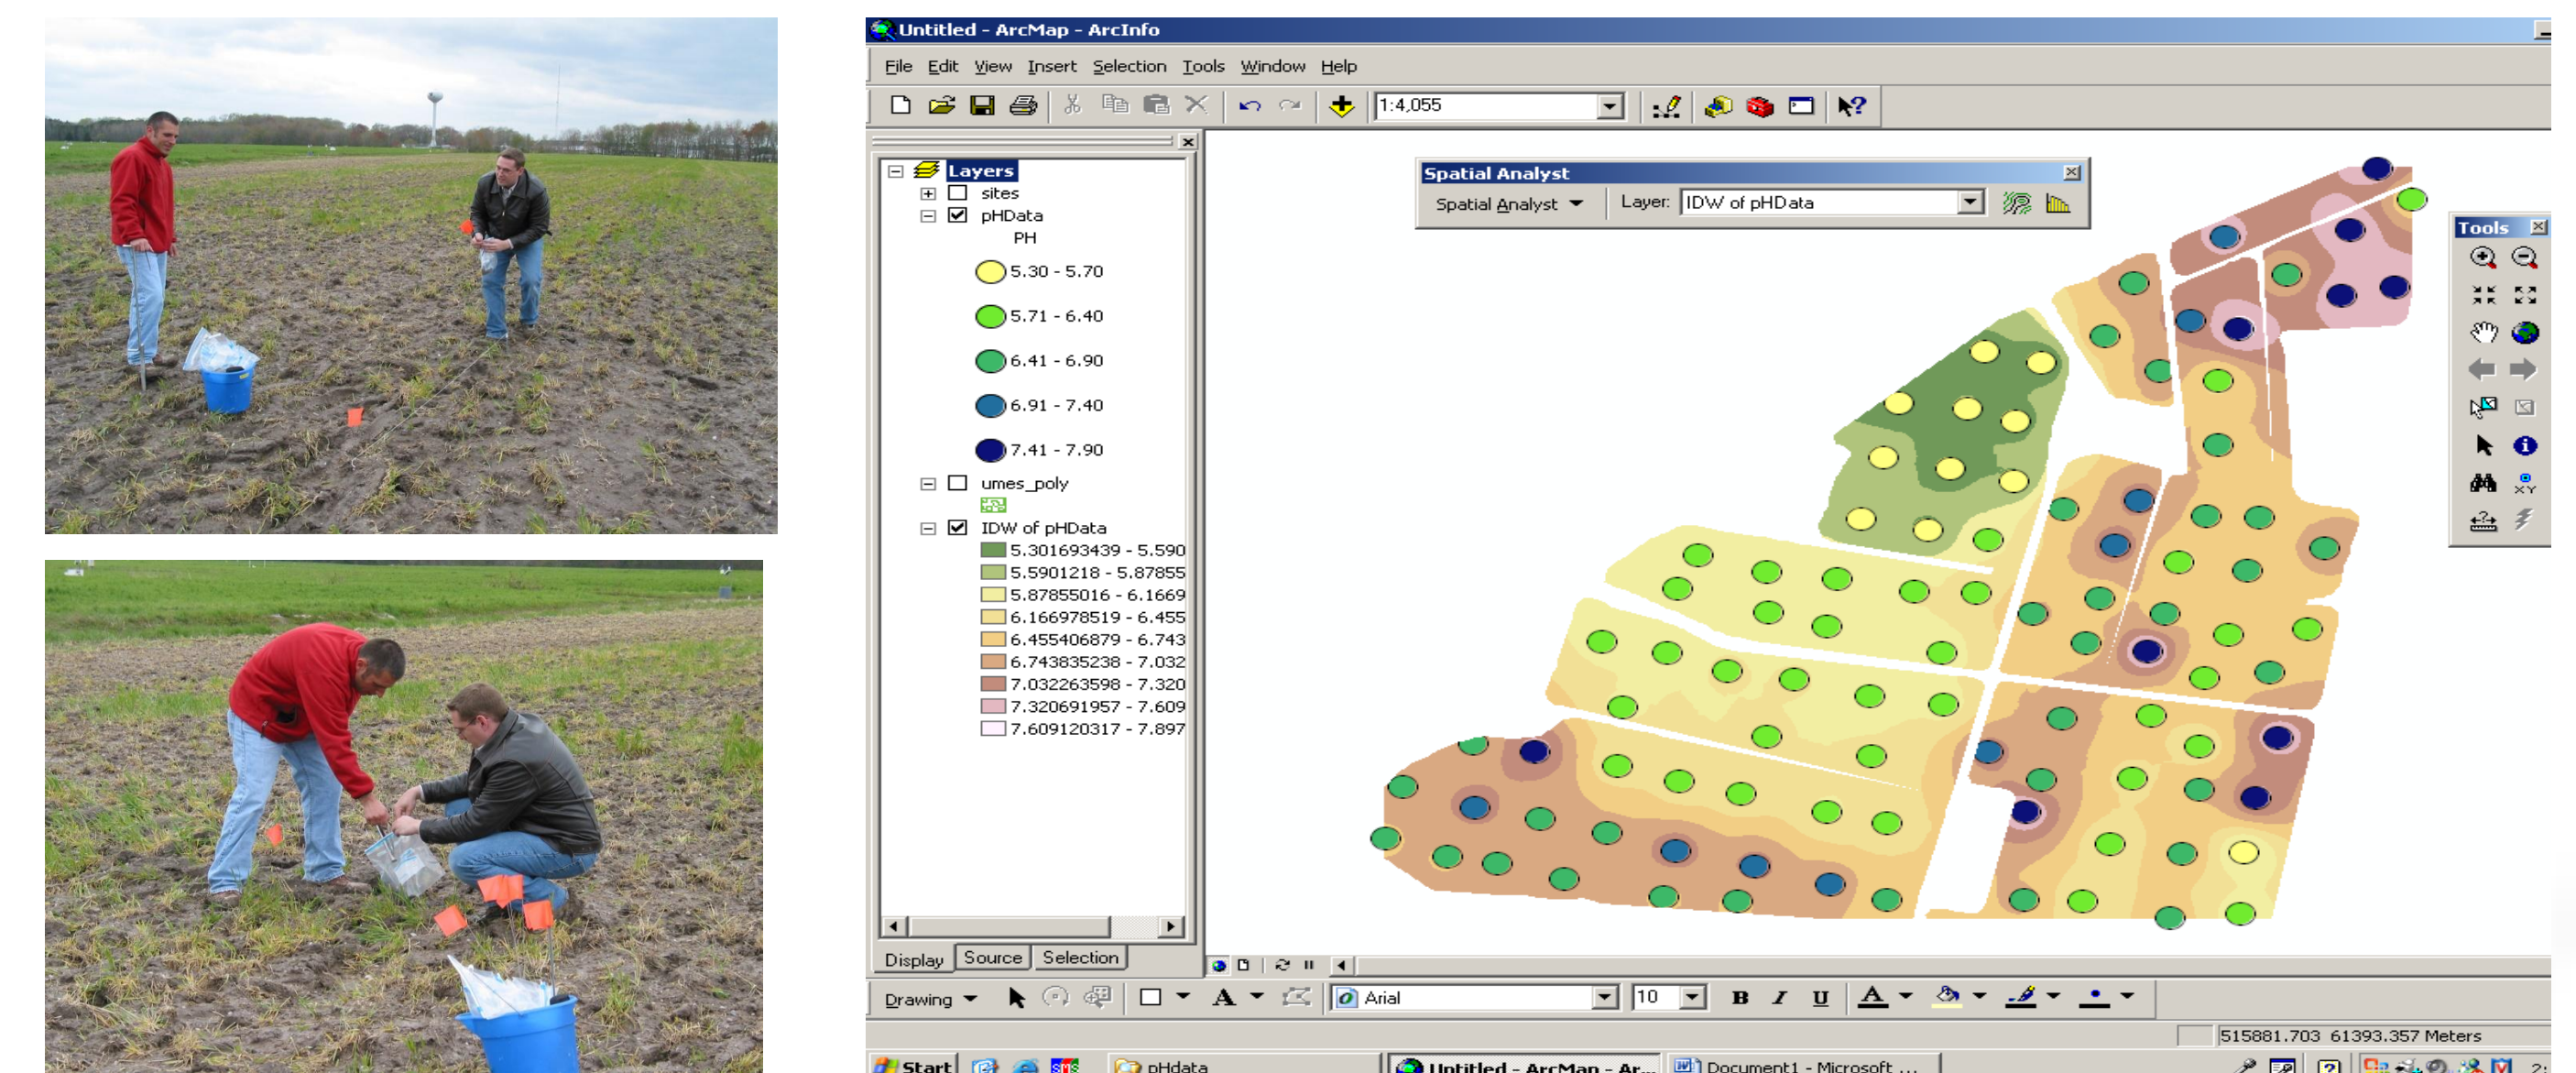 Untitled - ArcMap - ArcInfo
File Edit View Insert Selection Tools Window Help
1:4,055
Layers
sites
pHData
PH
5.30 - 5.70
5.71 - 6.40
6.41 - 6.90
6.91 - 7.40
7.41 - 7.90
umes_poly
IDW of pHData
5.301693439 - 5.590
5.5901218 - 5.87855
5.87855016 - 6.1669
6.166978519 - 6.455
6.455406879 - 6.743
6.743835238 - 7.032
7.032263598 - 7.320
7.320691957 - 7.609
7.609120317 - 7.897
Display Source Selection
Spatial Analyst
Spatial Analyst Layer: IDW of pHData
Tools
XY
Drawing A Arial 10 B I U A
515881.703 61393.357 Meters
Start SMS pHdata Untitled - ArcMap - Ar... Document1 - Microsoft ... 2: